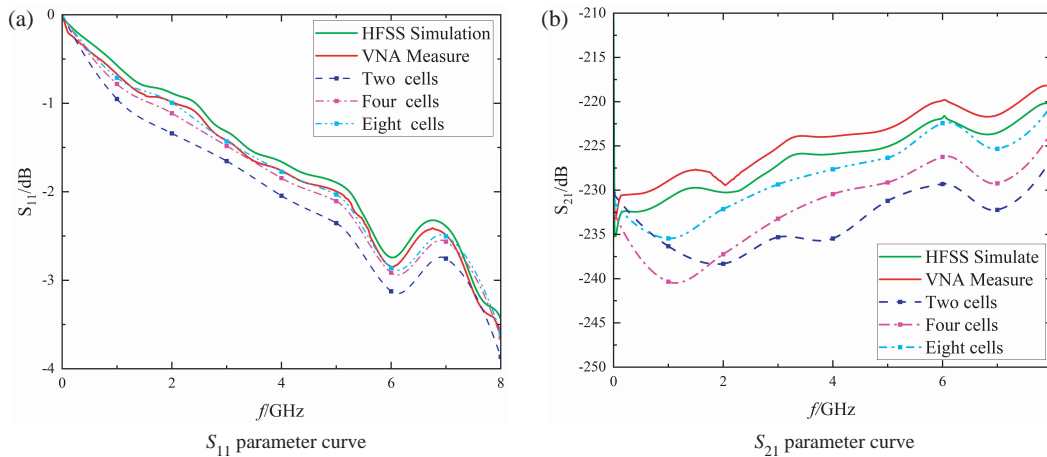 (a)
HFSS Simulation
VNA Measure
Two cells
Four cells
Eight cells
0
-1
-2
-3
-4
S11/dB
0 2 4 6 8
f/GHz
S11 parameter curve
(b)
-210
-220
-225
-230
-235
-240
-245
-250
S21/dB
HFSS Simulate
VNA Measure
Two cells
Four cells
Eight cells
0 2 4 6
f/GHz
S21 parameter curve